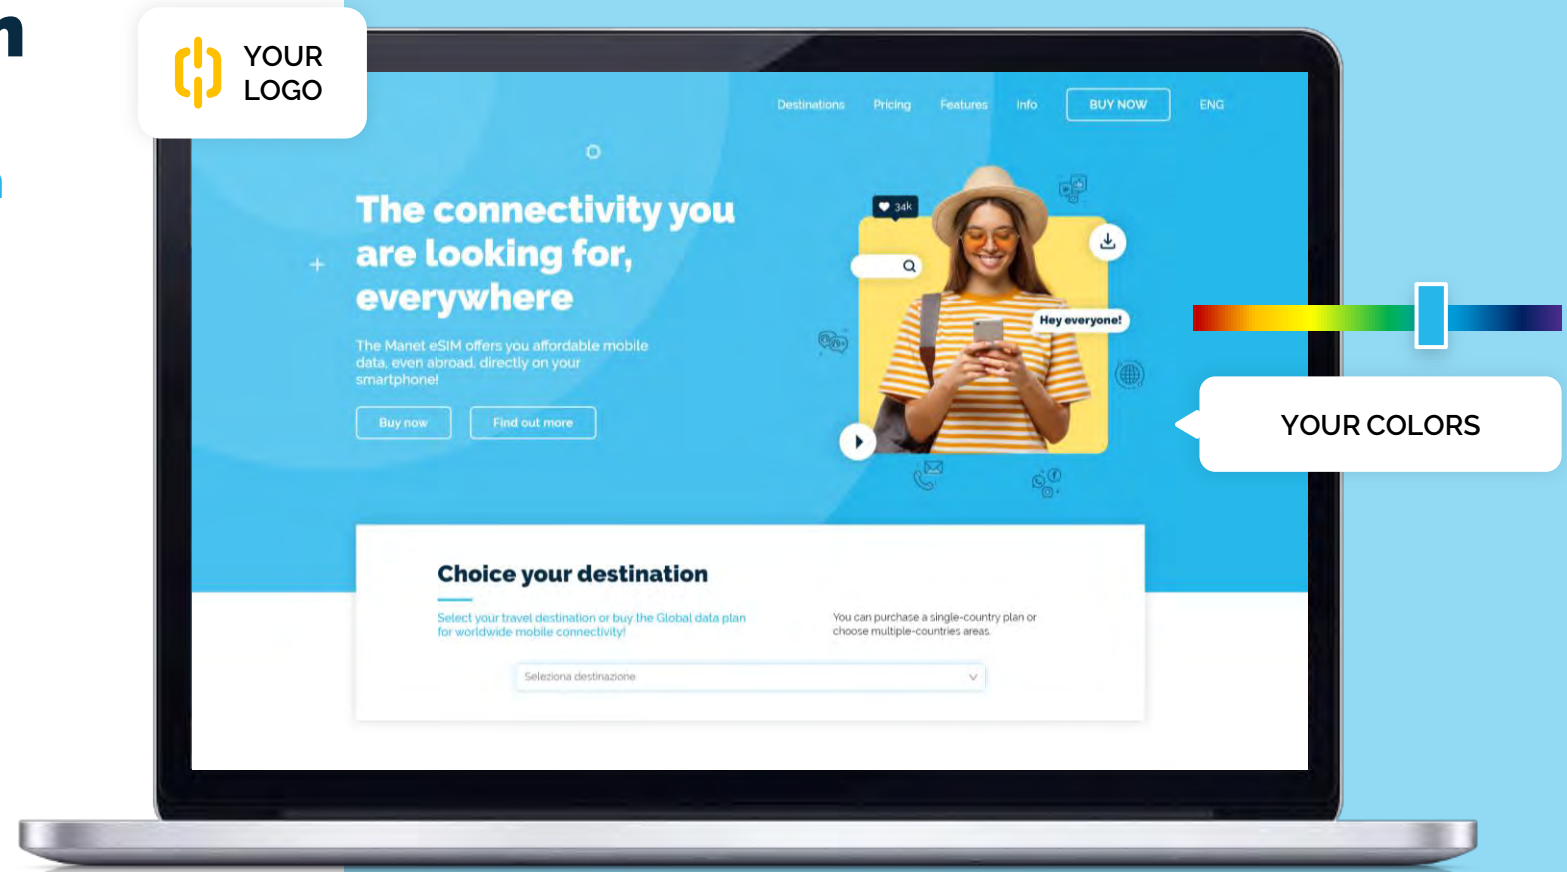 YOUR
LOGO
Destinations Pricing Features Info BUY NOW ENG
The connectivity you
are looking for,
everywhere
The Manet eSIM offers you affordable mobile
data, even abroad, directly on your
smartphone!
Buy now Find out more
34k
Hey everyone!
YOUR COLORS
Choice your destination
Select your travel destination or buy the Global data plan
for worldwide mobile connectivity!
You can purchase a single-country plan or
choose multiple-countries areas.
Seleziona destinazione